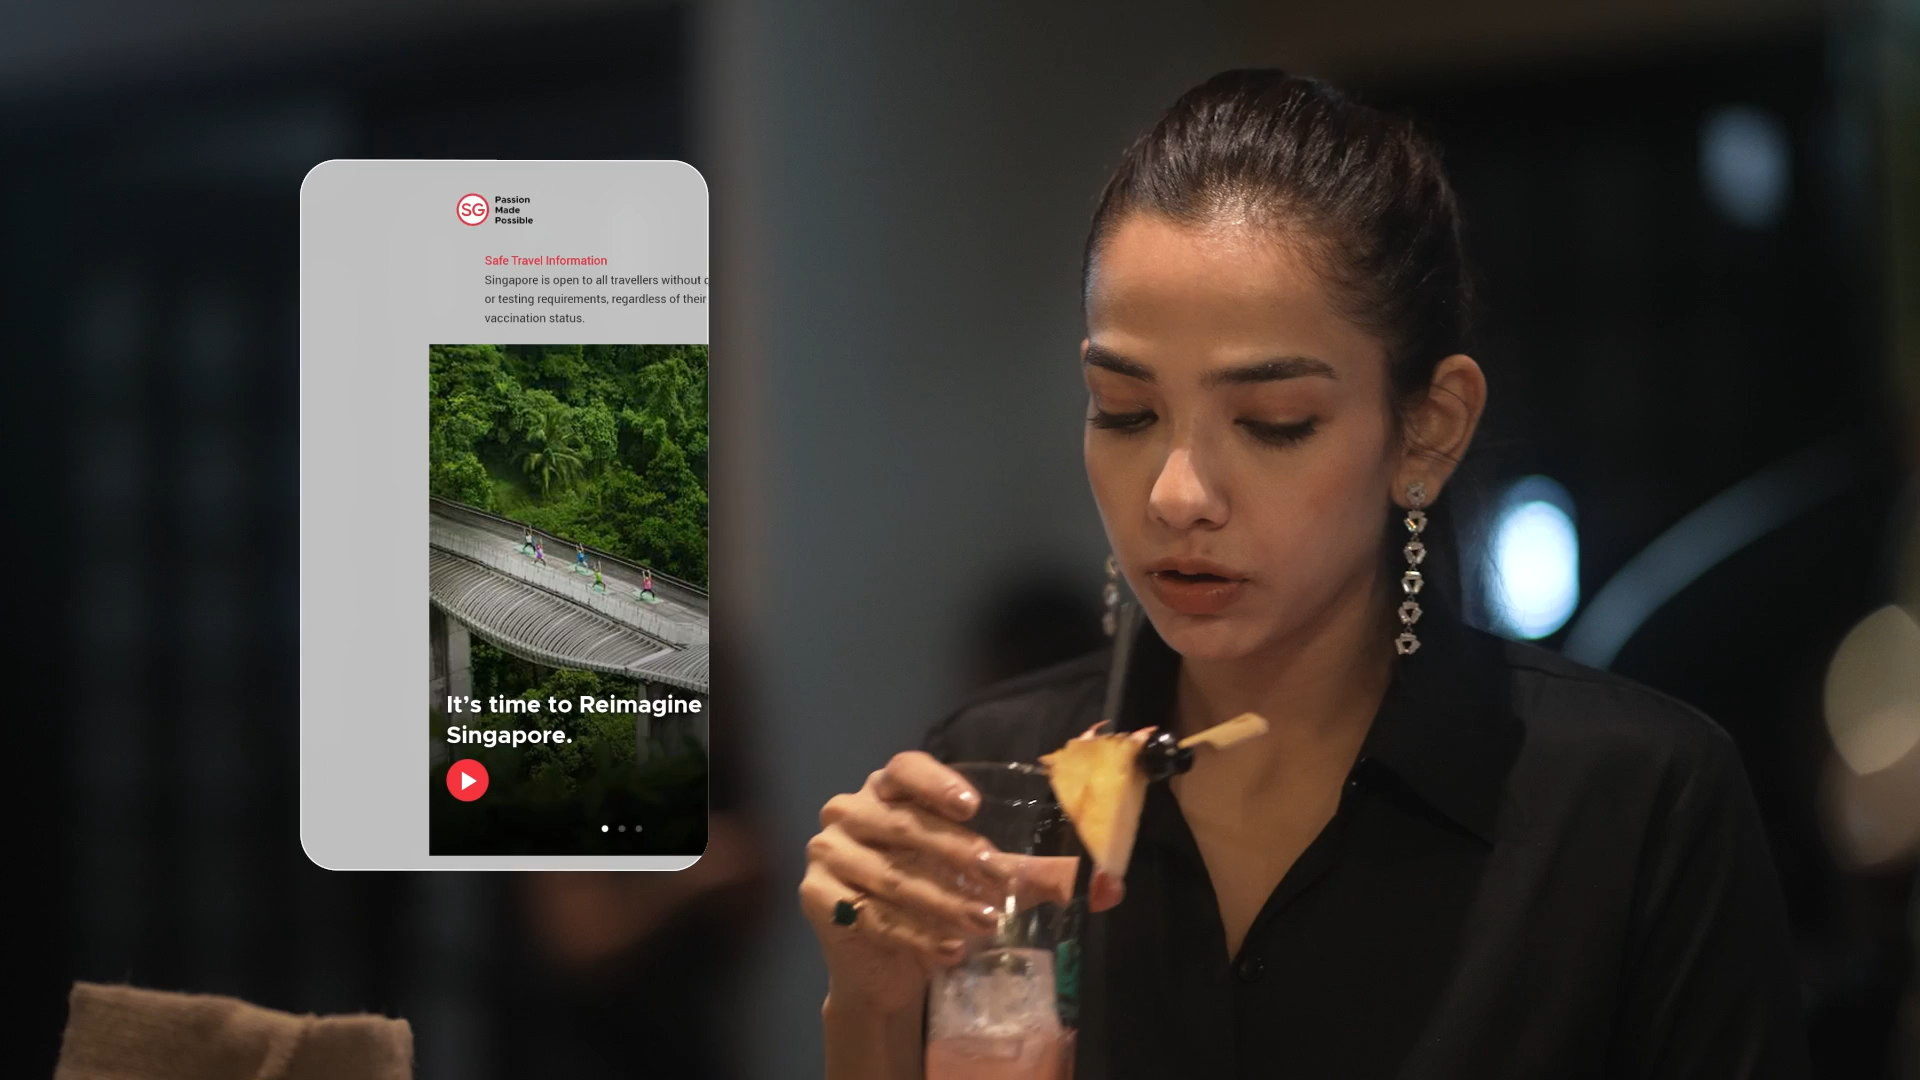 SG
Passion
Made
Possible
Safe Travel Information
Singapore is open to all travellers without
or testing requirements, regardless of their
vaccination status.
It’s time to Reimagine
Singapore.